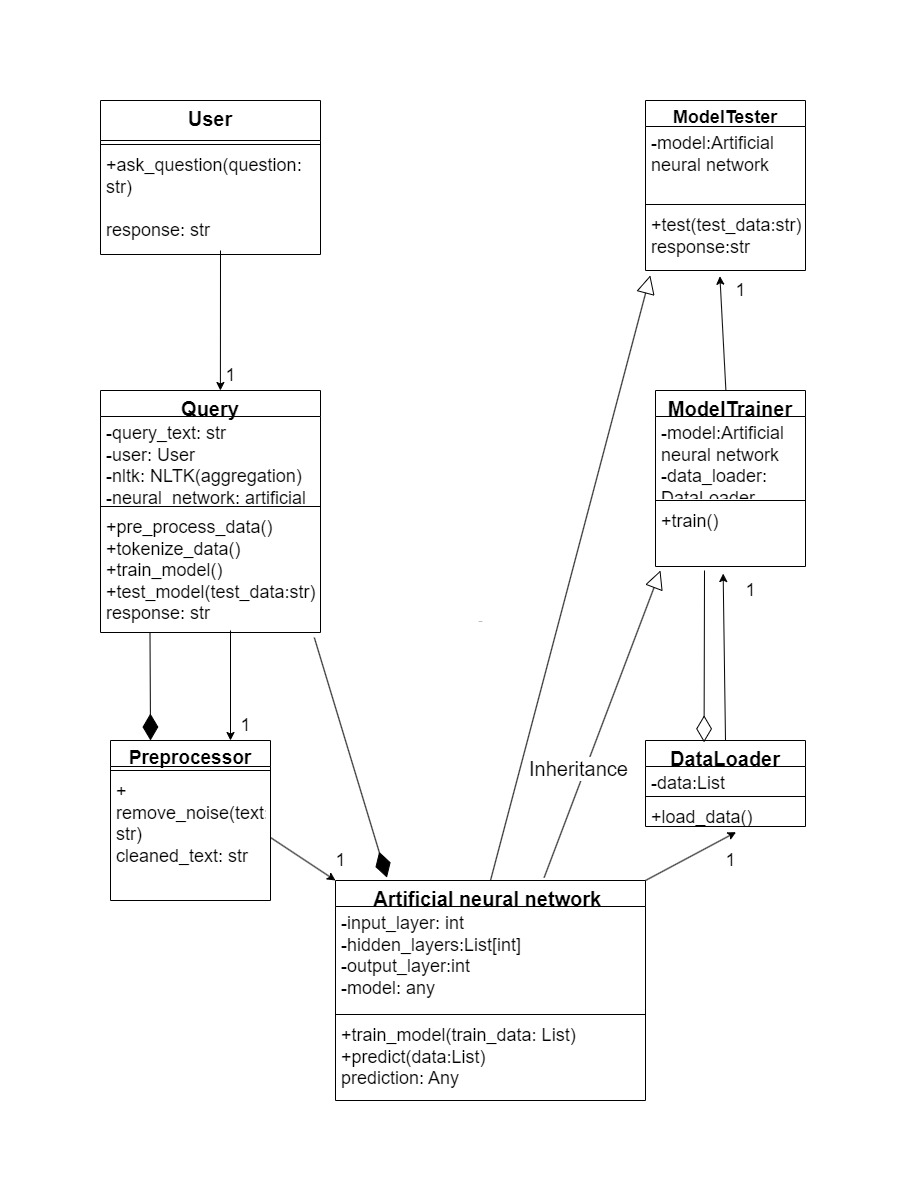 User
+ask_question(question:
str)
response: str
1
Query
-query_text: str
-user: User
-nltk: NLTK(aggregation)
-neural_network: artificial
+pre_process_data()
+tokenize_data()
+train_model()
+test_model(test_data:str)
response: str
1
Preprocessor
+
remove_noise(text
str)
cleaned_text: str
1
Artificial neural network
-input_layer: int
-hidden_layers:List[int]
-output_layer:int
-model: any
+train_model(train_data: List)
+predict(data:List)
prediction: Any
Inheritance
ModelTester
-model:Artificial
neural network
+test(test_data:str)
response:str
1
ModelTrainer
-model:Artificial
neural network
-data_loader:
DataLoader
+train()
1
DataLoader
-data:List
+load_data()
1